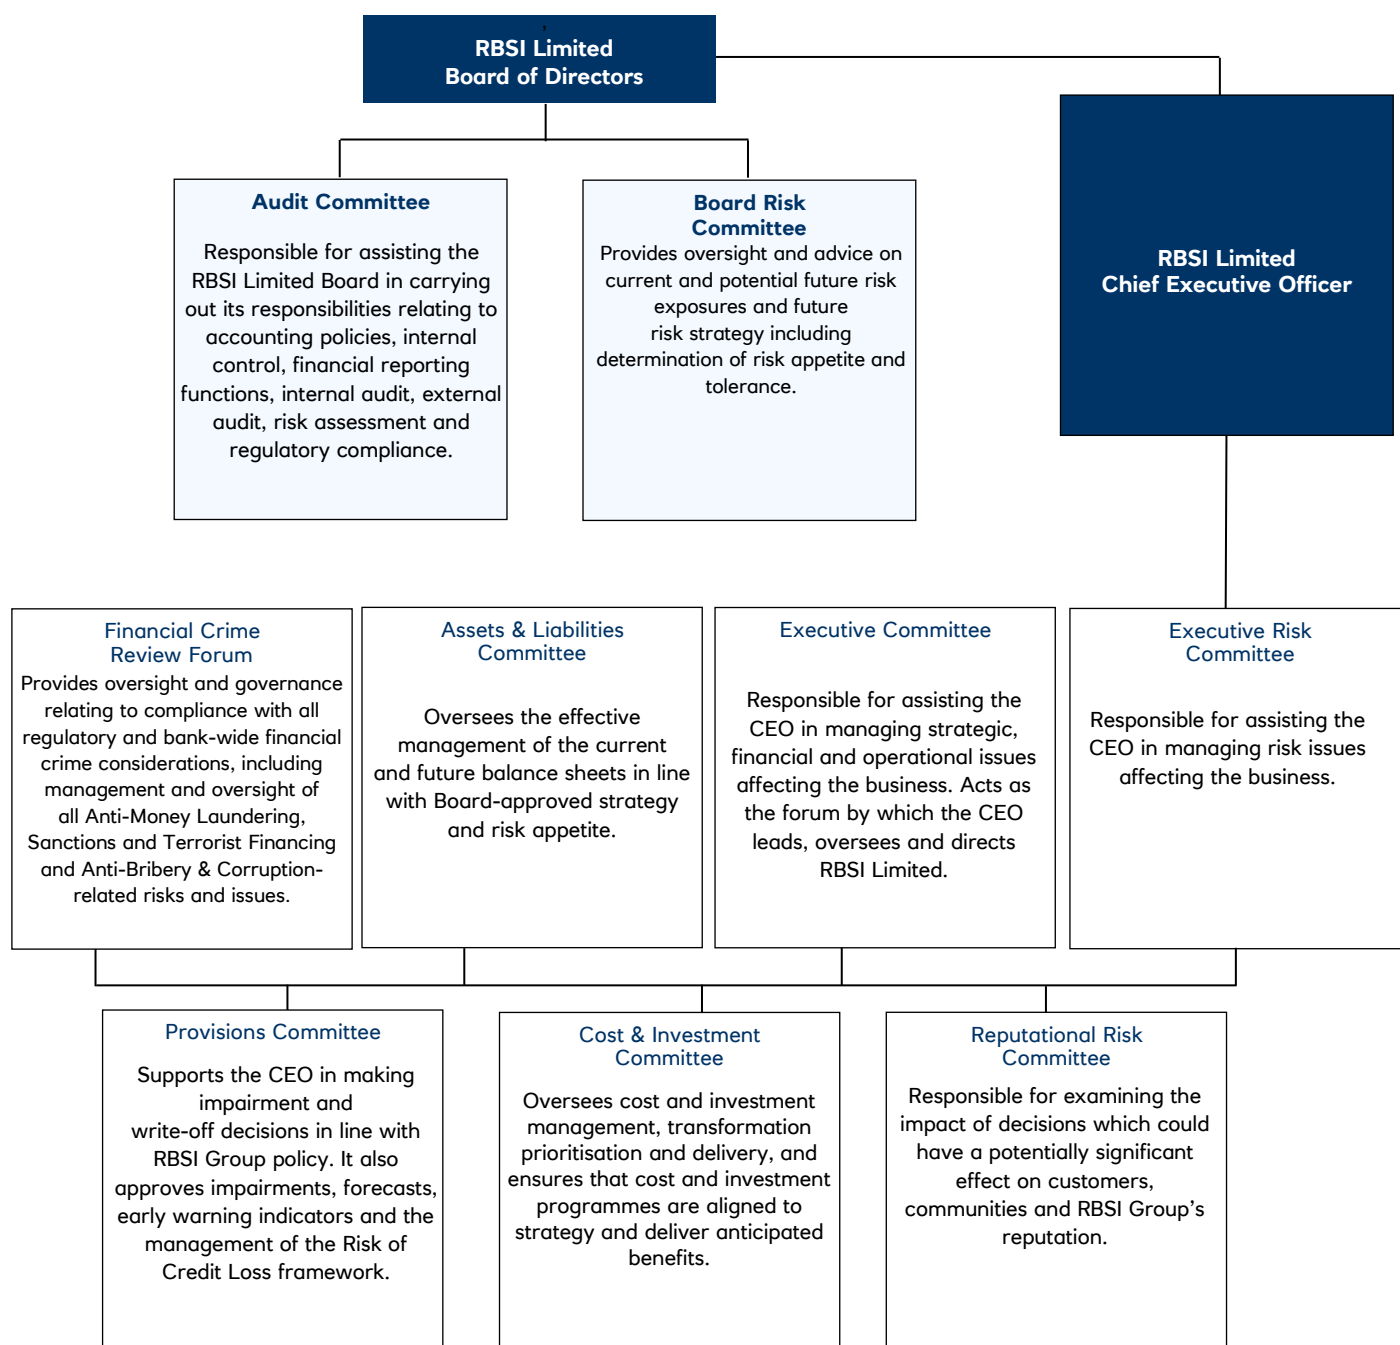 RBSI Limited
Board of Directors
RBSI Limited
Chief Executive Officer
Audit Committee
Responsible for assisting the
RBSI Limited Board in carrying
out its responsibilities relating to
accounting policies, internal
control, financial reporting
functions, internal audit, external
audit, risk assessment and
regulatory compliance.
Board Risk
Committee
Provides oversight and advice on
current and potential future risk
exposures and future
risk strategy including
determination of risk appetite and
tolerance.
Financial Crime
Review Forum
Provides oversight and governance
relating to compliance with all
regulatory and bank-wide financial
crime considerations, including
management and oversight of
all Anti-Money Laundering,
Sanctions and Terrorist Financing
and Anti-Bribery & Corruption-
related risks and issues.
Assets & Liabilities
Committee
Oversees the effective
management of the current
and future balance sheets in line
with Board-approved strategy
and risk appetite.
Executive Committee
Responsible for assisting the
CEO in managing strategic,
financial and operational issues
affecting the business. Acts as
the forum by which the CEO
leads, oversees and directs
RBSI Limited.
Executive Risk
Committee
Responsible for assisting the
CEO in managing risk issues
affecting the business.
Provisions Committee
Supports the CEO in making
impairment and
write-off decisions in line with
RBSI Group policy. It also
approves impairments, forecasts,
early warning indicators and the
management of the Risk of
Credit Loss framework.
Cost & Investment
Committee
Oversees cost and investment
management, transformation
prioritisation and delivery, and
ensures that cost and investment
programmes are aligned to
strategy and deliver anticipated
benefits.
Reputational Risk
Committee
Responsible for examining the
impact of decisions which could
have a potentially significant
effect on customers,
communities and RBSI Group’s
reputation.